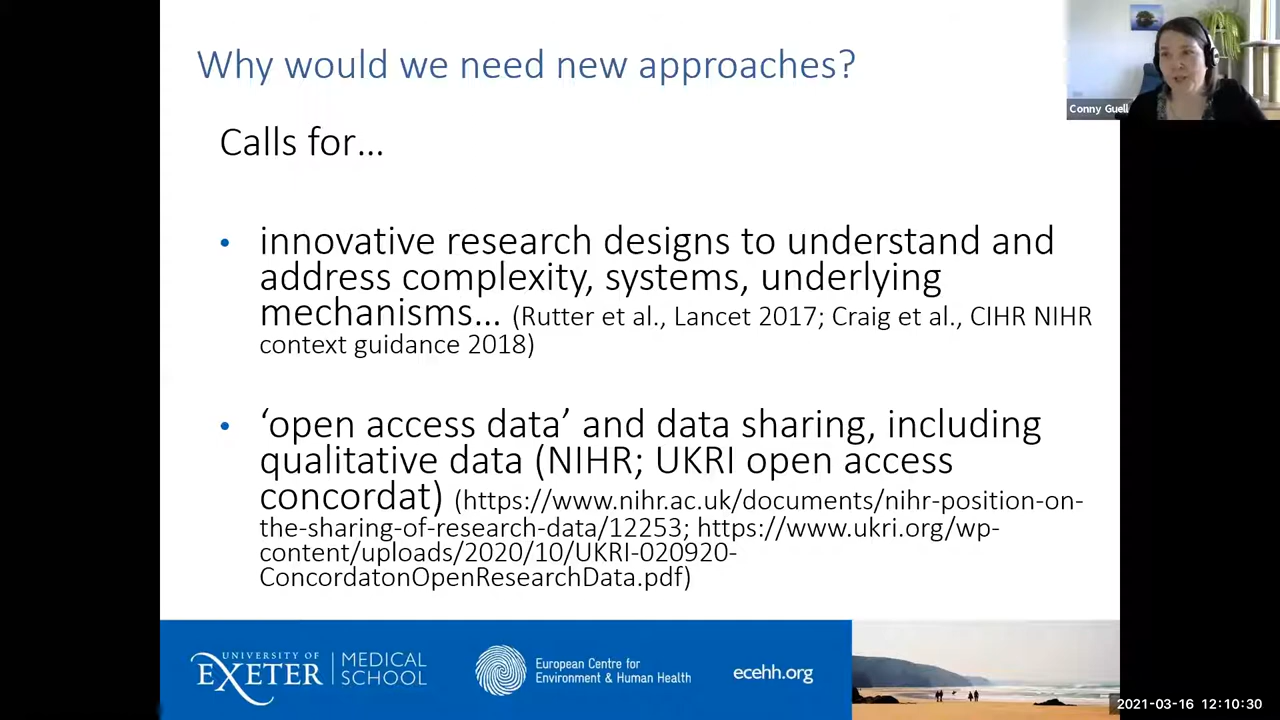 Why would we need new approaches?
Conny Guell
Calls for...
• innovative research designs to understand and
address complexity, systems, underlying
mechanisms... (Rutter et al., Lancet 2017; Craig et al., CIHR NIHR
context guidance 2018)
• ‘open access data’ and data sharing, including
qualitative data (NIHR; UKRI open access
concordat) (https://www.nihr.ac.uk/documents/nihr-position-on-
the-sharing-of-research-data/12253; https://www.ukri.org/wp-
content/uploads/2020/10/UKRI-020920-
ConcordatonOpenResearchData.pdf)
UNIVERSITY OF
EXETER
MEDICAL
SCHOOL
European Centre for
Environment & Human Health
ecehh.org
2021-03-16 12:10:30